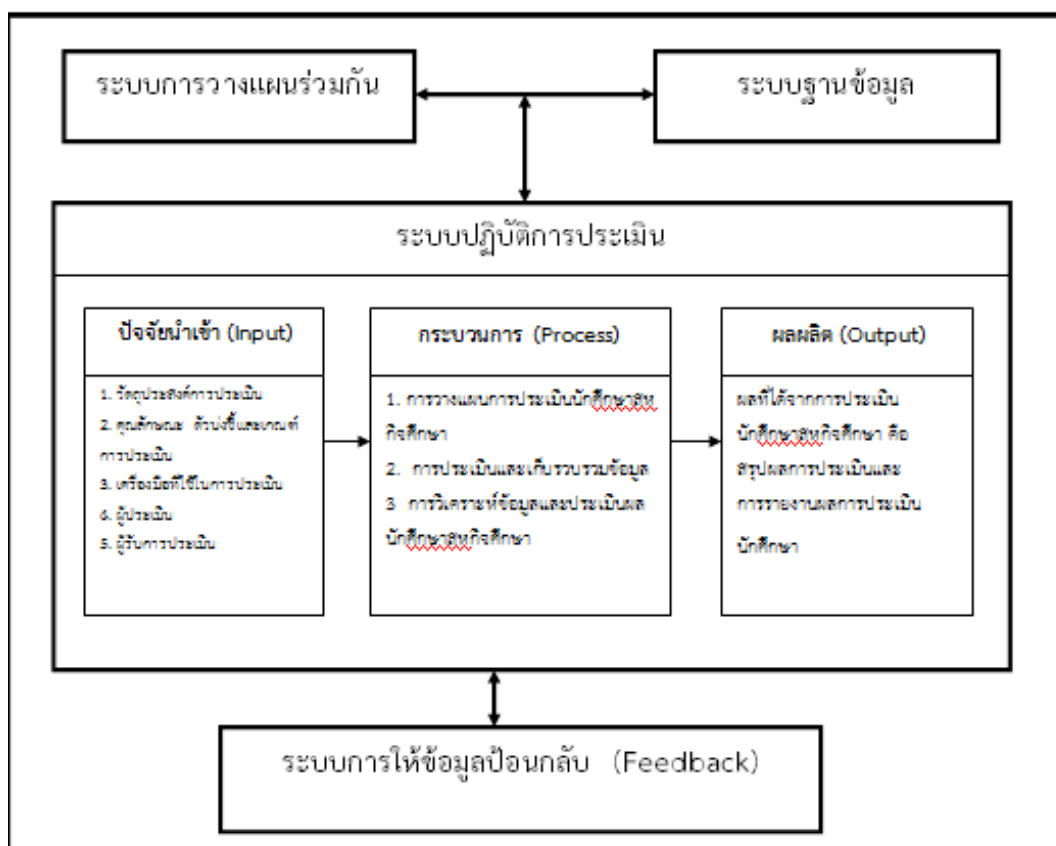 ระบบการวางแผนร่วมกัน
ระบบฐานข้อมูล
ระบบปฏิบัติการประเมิน
ปัจจัยนำเข้า (Input)
1. วัตถุประสงค์การประเมิน
2. คุณลักษณะ ตัวบ่งชี้และเกณฑ์
การประเมิน
3. เครื่องมือที่ใช้ในการประเมิน
4. ผู้ประเมิน
5. ผู้รับการประเมิน
กระบวนการ (Process)
1. การวางแผนการประเมินนักศึกษาสห
กิจศึกษา
2. การประเมินและเก็บรวบรวมข้อมูล
3 การวิเคราะห์ข้อมูลและประเมินผล
นักศึกษาสหกิจศึกษา
ผลผลิต (Output)
ผลที่ได้จากการประเมิน
นักศึกษาสหกิจศึกษา คือ
สรุปผลการประเมินและ
การรายงานผลการประเมิน
นักศึกษา
ระบบการให้ข้อมูลป้อนกลับ (Feedback)